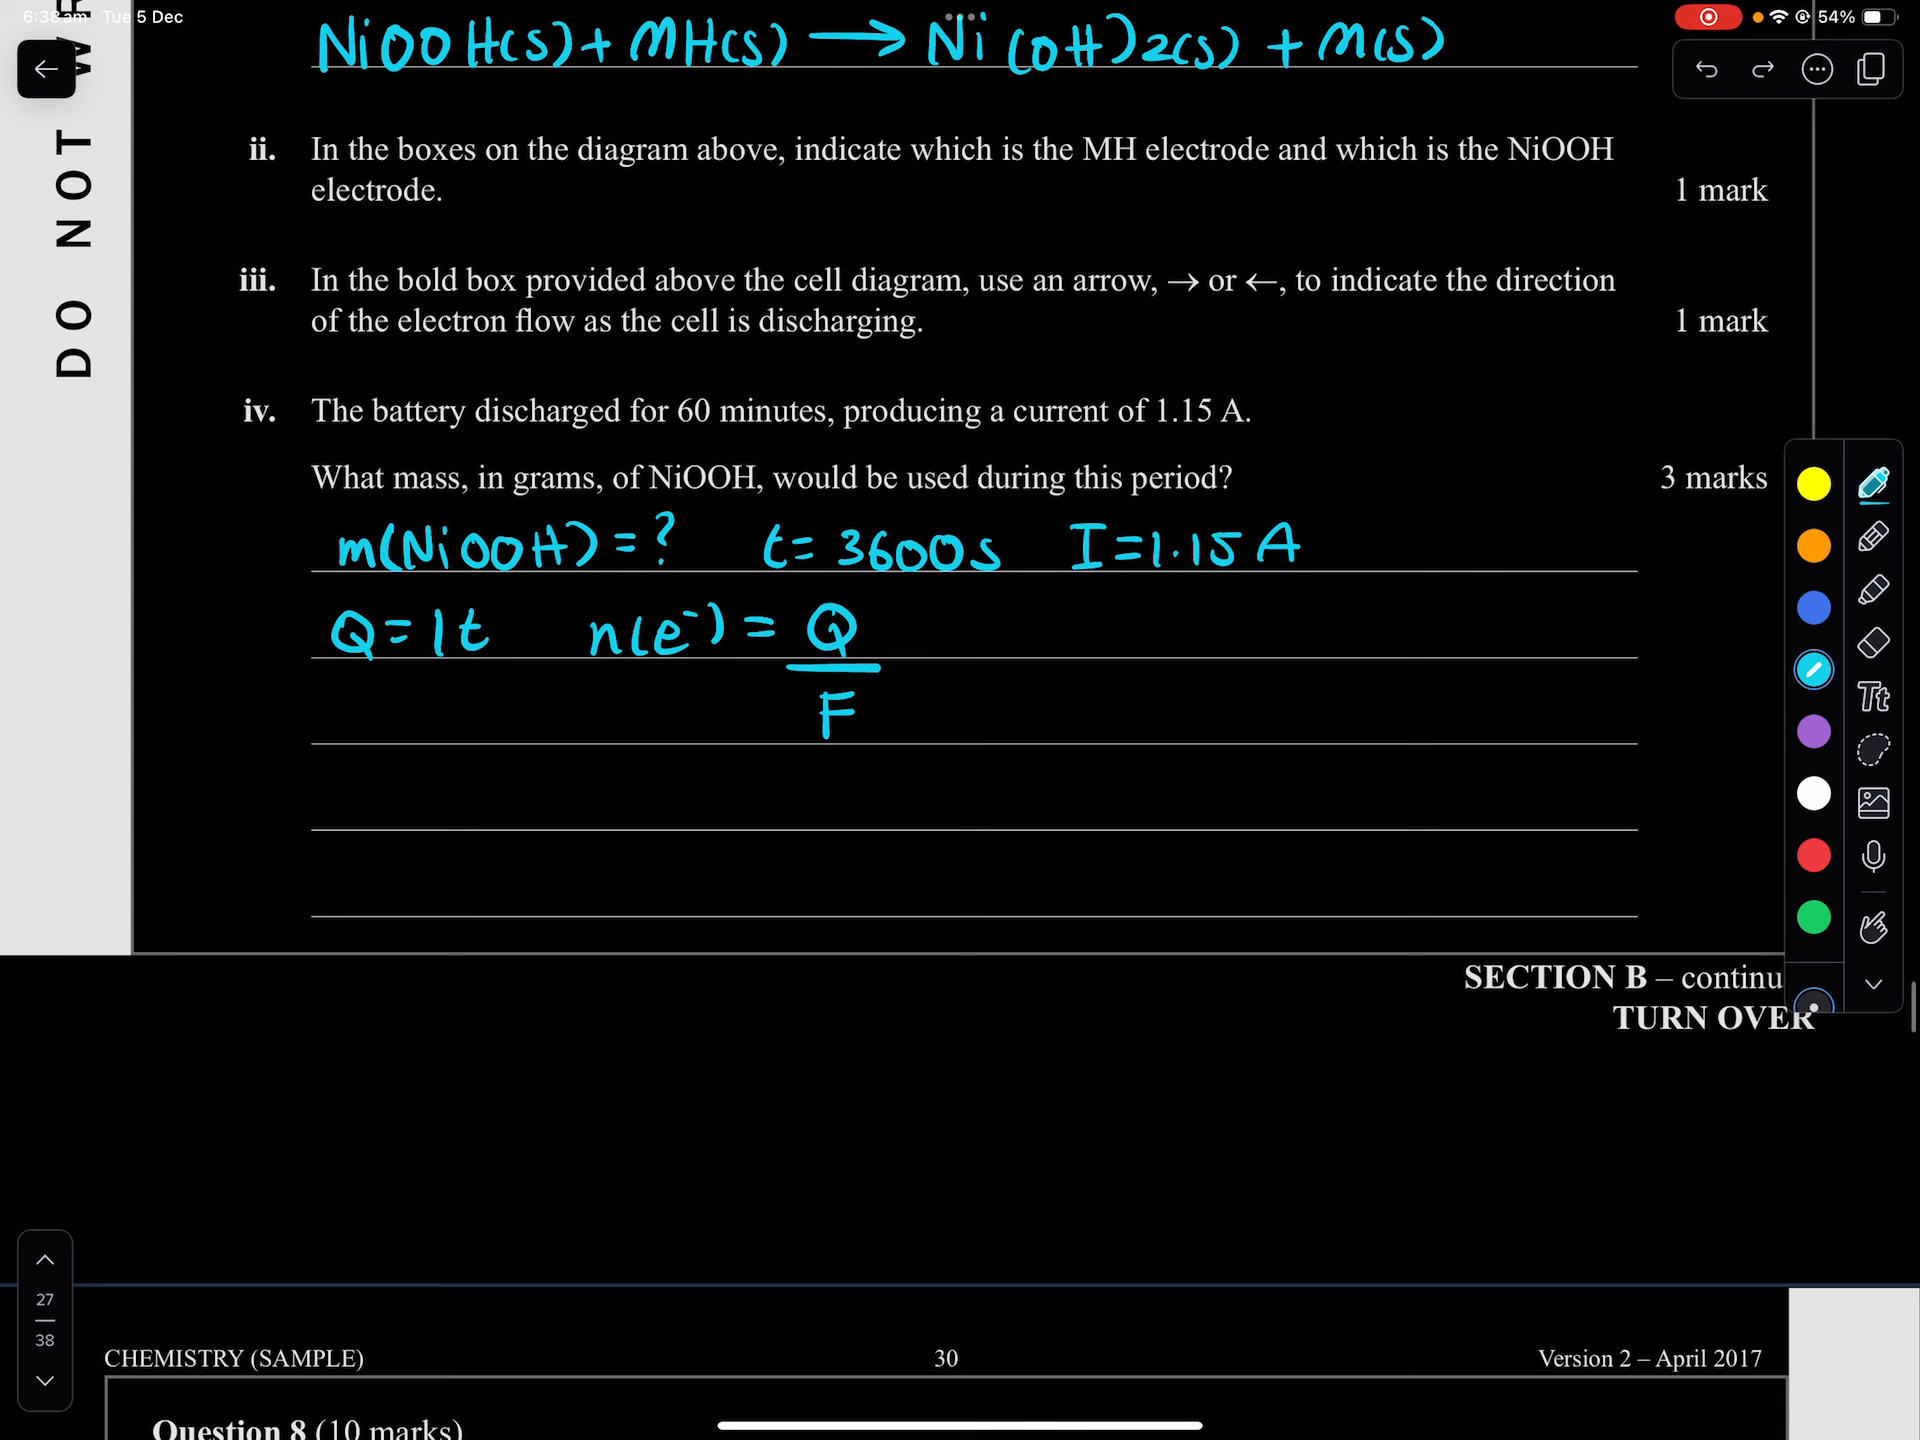 6:38am Tue 5 Dec
54%
NiOOH(s) + MH(s) → Ni(OH)2(s) + M(s)
DO NOT WR
ii. In the boxes on the diagram above, indicate which is the MH electrode and which is the NiOOH
electrode.
1 mark
iii. In the bold box provided above the cell diagram, use an arrow, → or ←, to indicate the direction
of the electron flow as the cell is discharging.
1 mark
iv. The battery discharged for 60 minutes, producing a current of 1.15 A.
What mass, in grams, of NiOOH, would be used during this period?
3 marks
m(NiOOH) = ? t = 3600s I = 1.15 A
Q = It n(e⁻) = Q
F
Tt
SECTION B – continu
TURN OVER
27
38
CHEMISTRY (SAMPLE) 30 Version 2 – April 2017
Question 8 (10 marks)